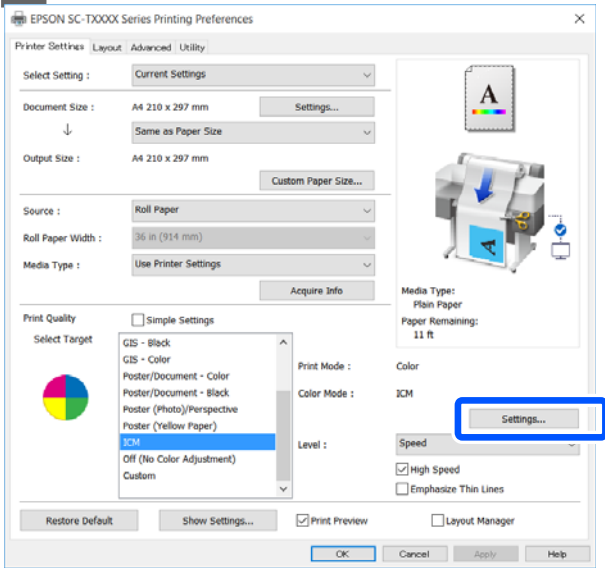 EPSON SC-TXXXX Series Printing Preferences
Printer Settings Layout Advanced Utility
Select Setting : Current Settings
Document Size : A4 210 x 297 mm Settings...
Same as Paper Size
Output Size : A4 210 x 297 mm
Custom Paper Size...
Source : Roll Paper
Roll Paper Width : 36 in (914 mm)
Media Type : Use Printer Settings
Acquire Info
A
A
Media Type:
Plain Paper
Paper Remaining:
11 ft
Print Quality Simple Settings
Select Target
GIS - Black
GIS - Color
Poster/Document - Color
Poster/Document - Black
Poster (Photo)/Perspective
Poster (Yellow Paper)
ICM
Off (No Color Adjustment)
Custom
Print Mode : Color
Color Mode : ICM
Settings...
Level : Speed
High Speed
Emphasize Thin Lines
Restore Default Show Settings... Print Preview Layout Manager
OK Cancel Apply Help